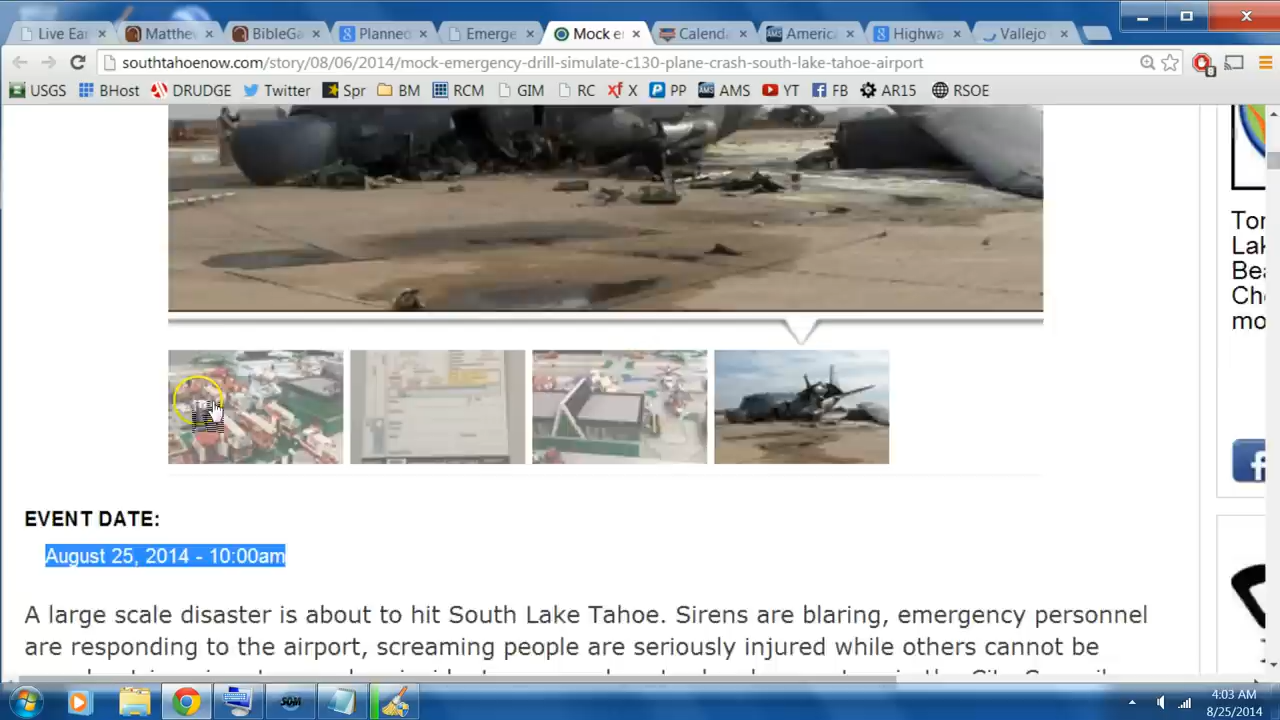 Live Ear
Matthe
BibleGa
Planne
Emerge
Mock e
Calend
Americ
Highwa
Vallejo
southtahoenow.com/story/08/06/2014/mock-emergency-drill-simulate-c130-plane-crash-south-lake-tahoe-airport
USGS BHost DRUDGE Twitter Spr BM RCM GIM RC xf X PP AMS YT FB AR15 RSOE
Tor
Lak
Bea
Ch
mo
EVENT DATE:
August 25, 2014 - 10:00am
A large scale disaster is about to hit South Lake Tahoe. Sirens are blaring, emergency personnel
are responding to the airport, screaming people are seriously injured while others cannot be
4:03 AM
8/25/2014